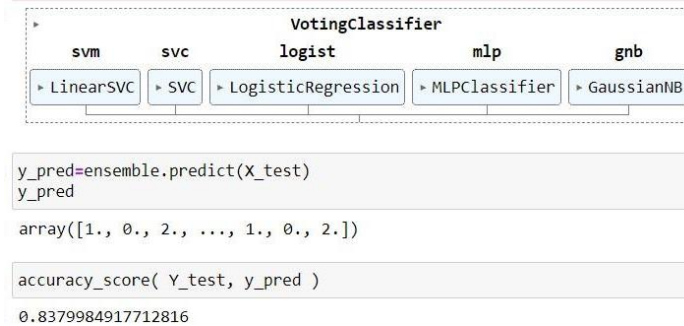 VotingClassifier
svm svc logist mlp gnb
LinearSVC SVC LogisticRegression MLPClassifier GaussianNB
y_pred=ensemble.predict(X_test)
y_pred
array([1., 0., 2., ..., 1., 0., 2.])
accuracy_score( Y_test, y_pred )
0.8379984917712816